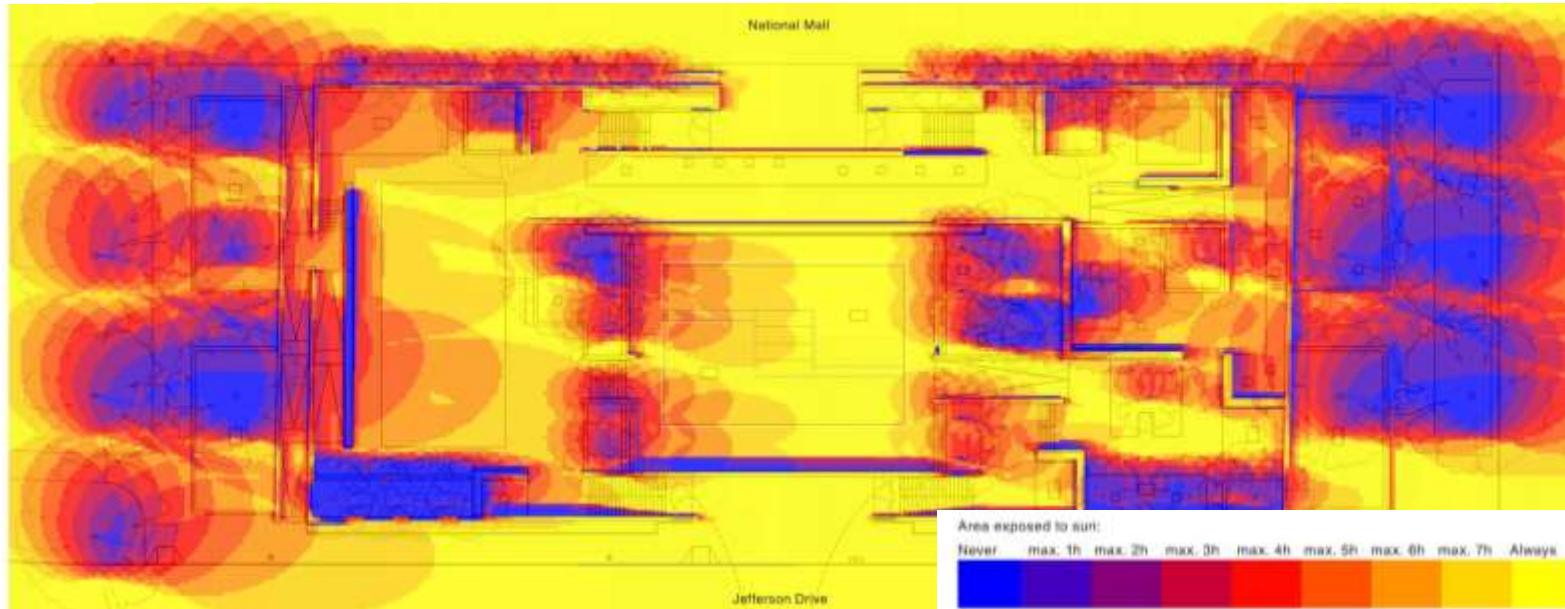 National Mall
Area exposed to sun:
Never max. 1h max. 2h max. 3h max. 4h max. 5h max. 6h max. 7h Always
Jefferson Drive